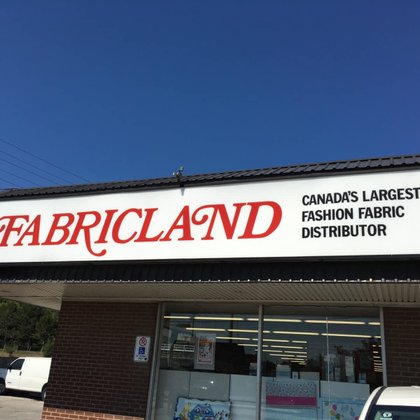 FABRICLAND
CANADA'S LARGEST
FASHION FABRIC
DISTRIBUTOR